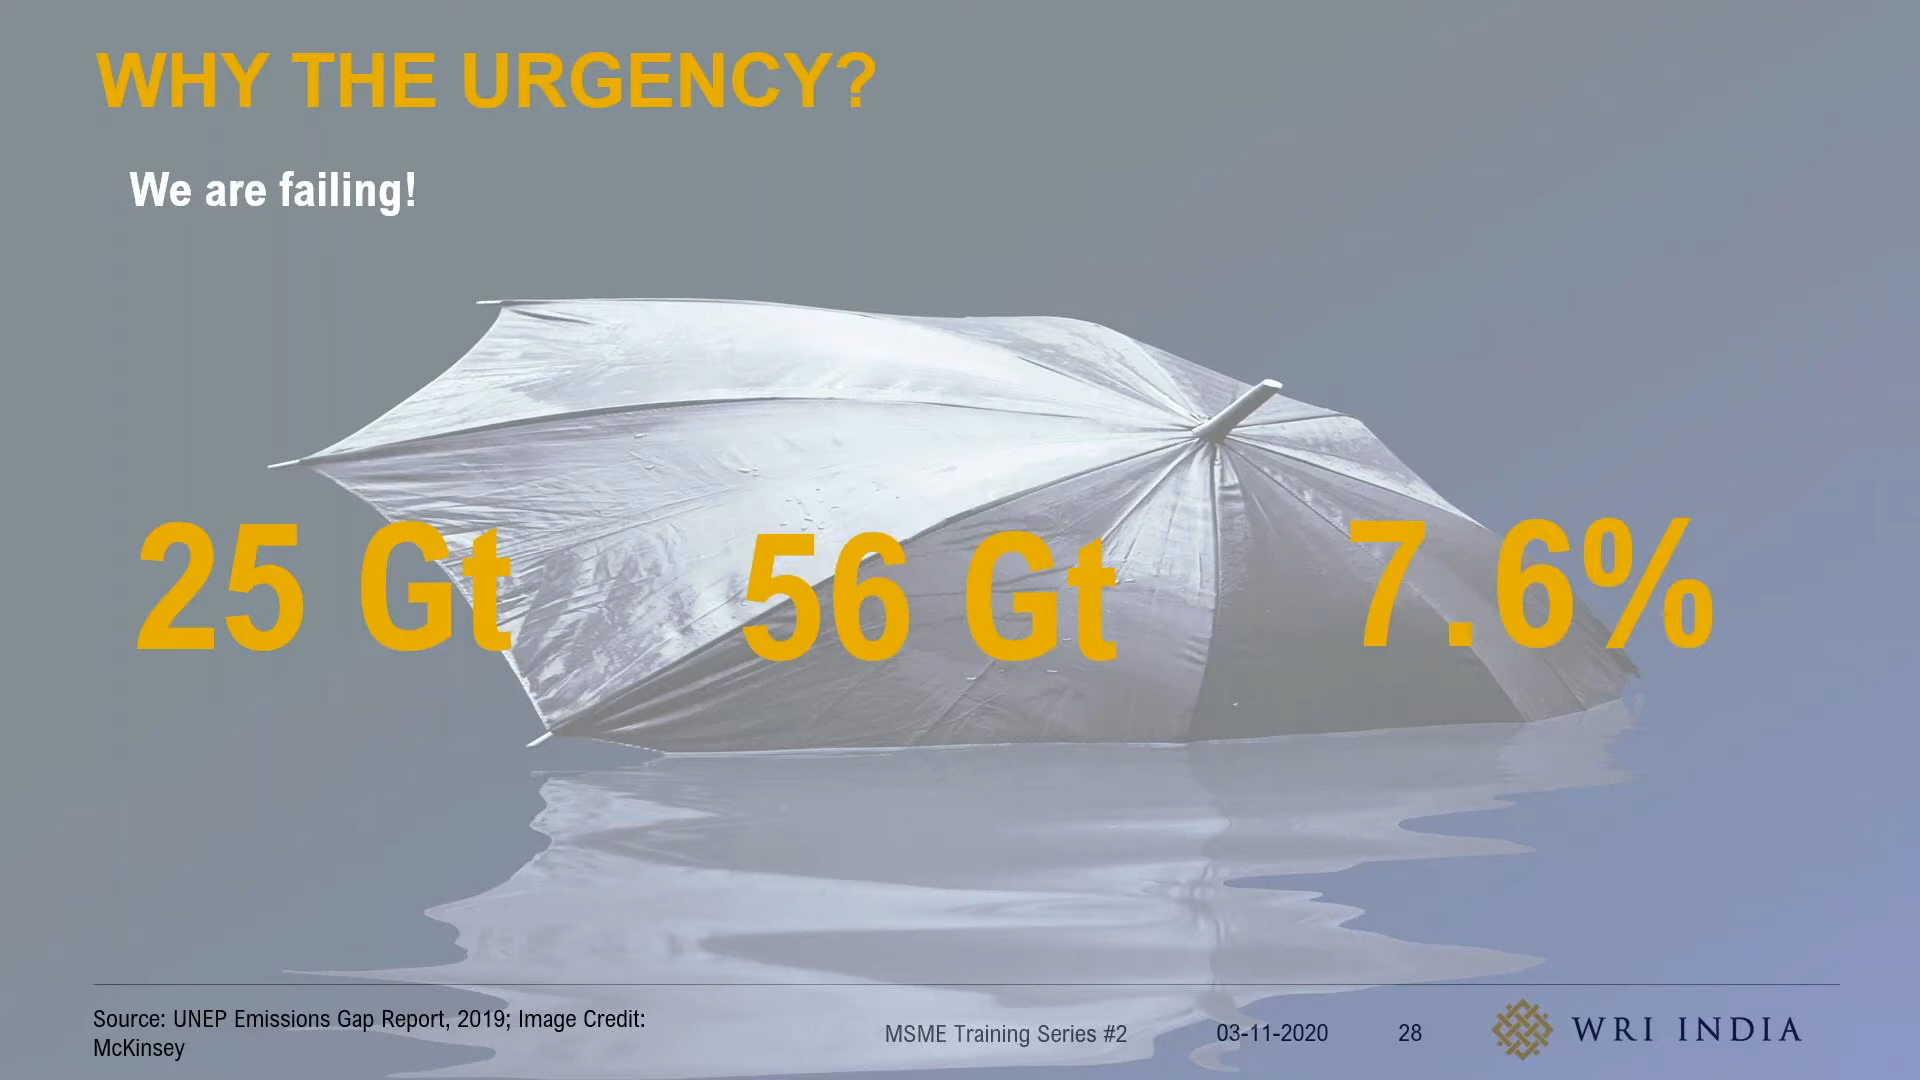 WHY THE URGENCY?
We are failing!
25 Gt
56 Gt
7.6%
Source: UNEP Emissions Gap Report, 2019; Image Credit:
McKinsey
MSME Training Series #2
03-11-2020
28
WRI INDIA